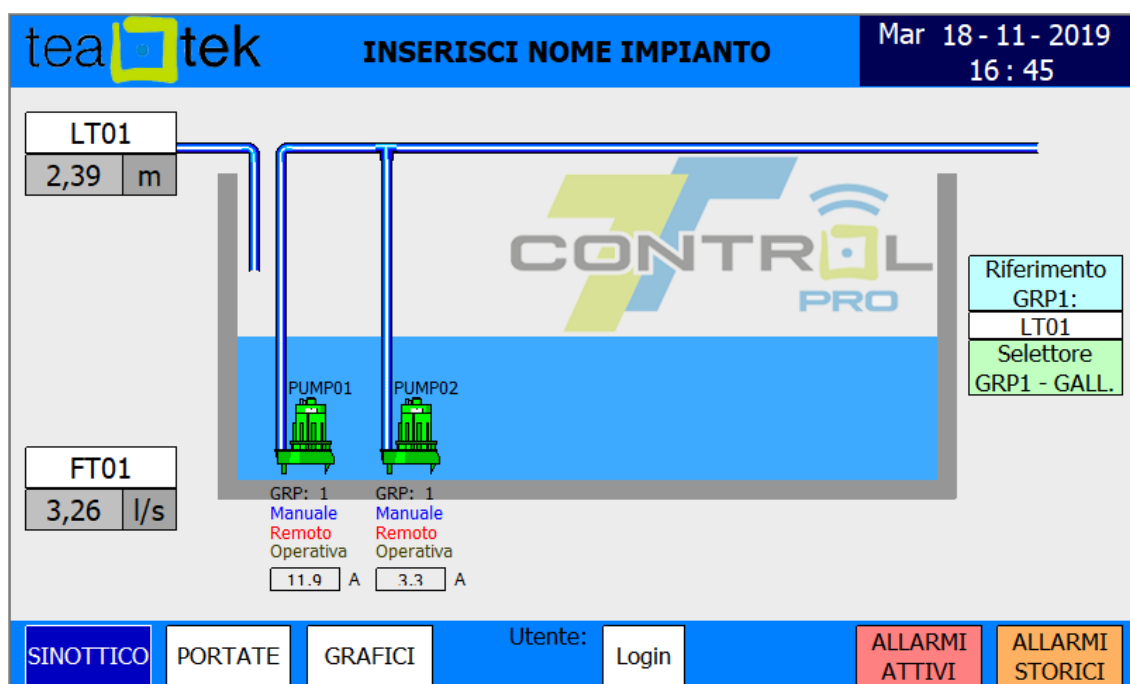 teatek
INSERISCI NOME IMPIANTO
Mar 18 - 11 - 2019
16 : 45
LT01
2,39 m
CONTROL
PRO
Riferimento
GRP1:
LT01
Selettore
GRP1 - GALL.
PUMP01 PUMP02
FT01
3,26 l/s
GRP: 1 GRP: 1
Manuale Manuale
Remoto Remoto
Operativa Operativa
11.9 A 3.3 A
SINOTTICO PORTATE GRAFICI Utente: Login
ALLARMI
ATTIVI
ALLARMI
STORICI